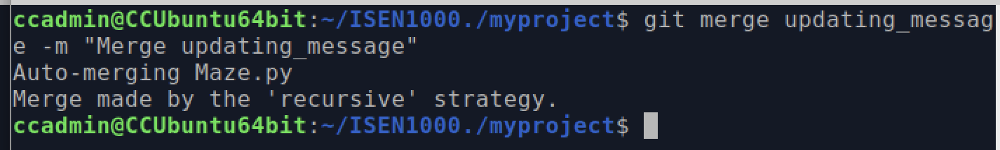 ccadmin@CCUbuntu64bit:~/ISEN1000./myproject$ git merge updating_messag
e -m "Merge updating_message"
Auto-merging Maze.py
Merge made by the 'recursive' strategy.
ccadmin@CCUbuntu64bit:~/ISEN1000./myproject$